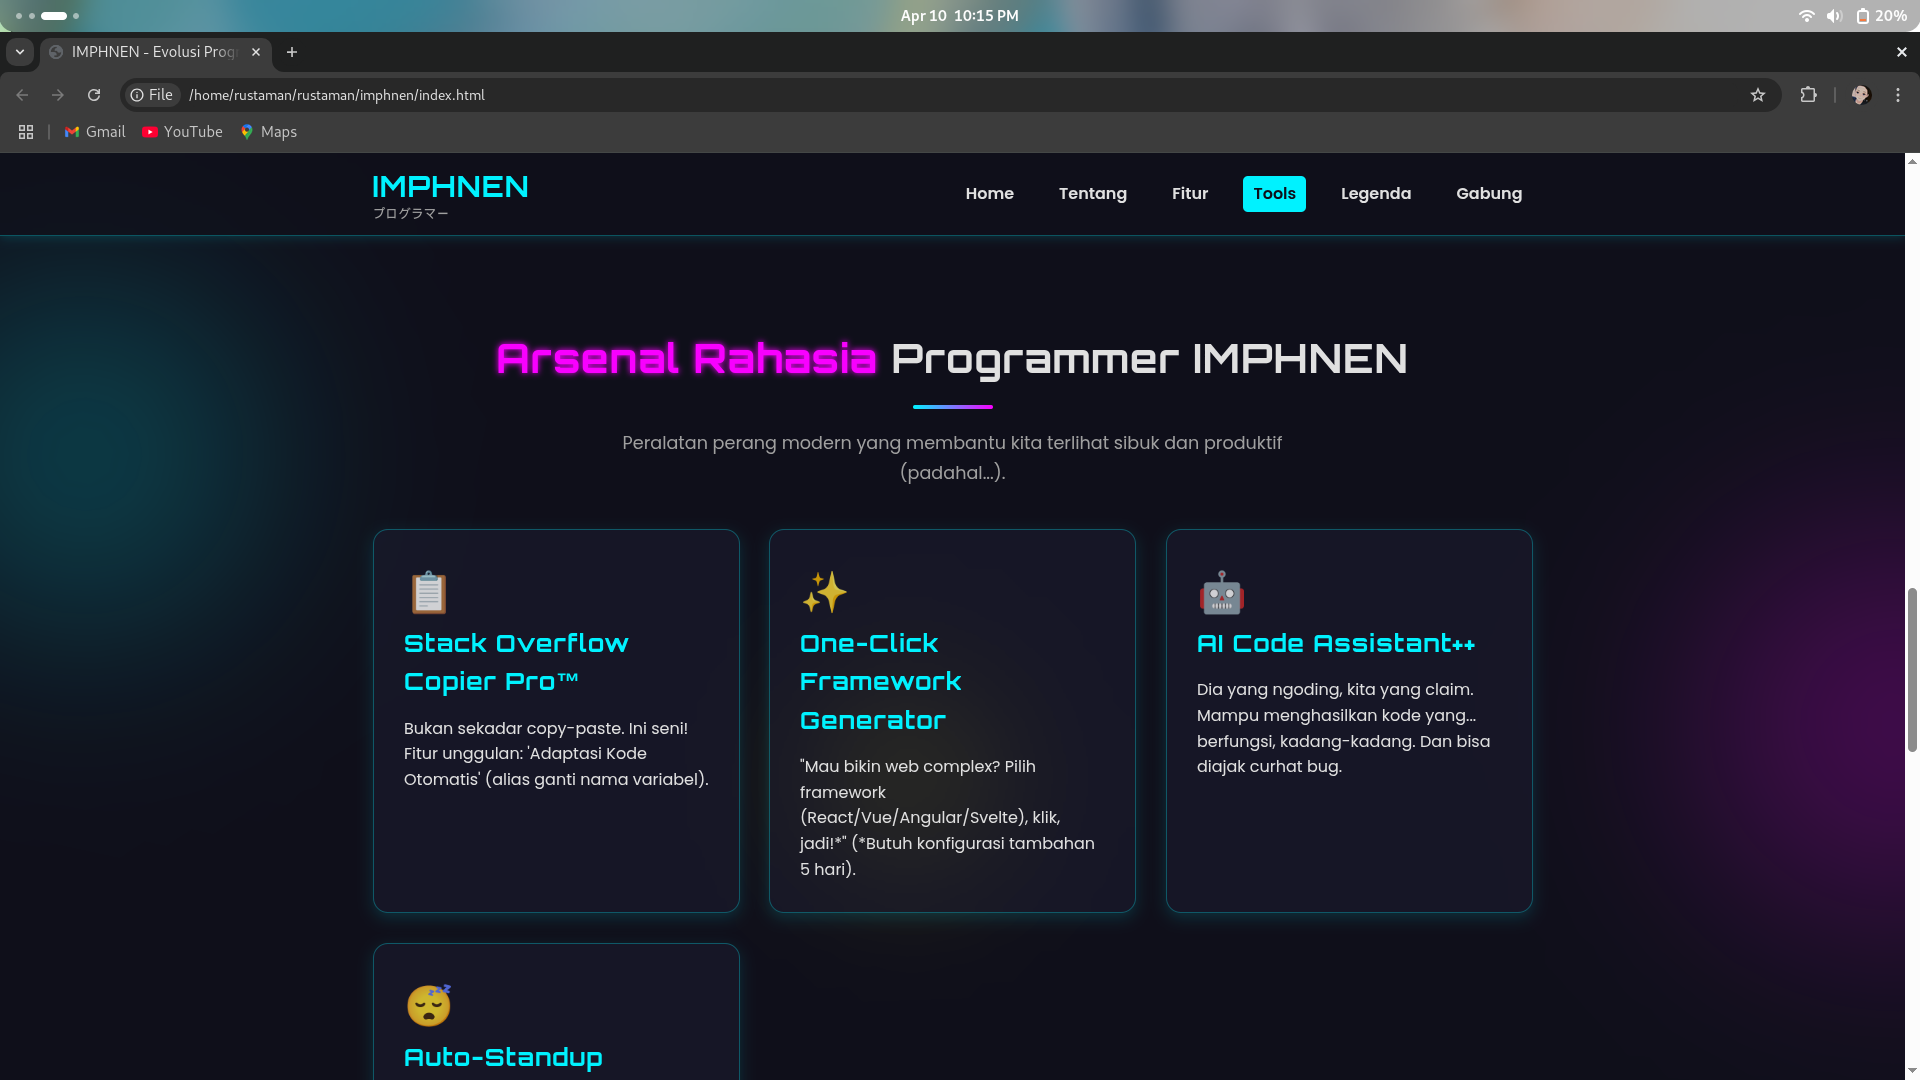 Apr 10  10:15 PM
20%
IMPHNEN - Evolusi Prog
File
/home/rustaman/rustaman/imphnen/index.html
Gmail
YouTube
Maps
IMPHNEN
プログラマー
Home
Tentang
Fitur
Tools
Legenda
Gabung
Arsenal Rahasia Programmer IMPHNEN
Peralatan perang modern yang membantu kita terlihat sibuk dan produktif
(padahal...).
Stack Overflow
Copier Pro™
Bukan sekadar copy-paste. Ini seni!
Fitur unggulan: 'Adaptasi Kode
Otomatis' (alias ganti nama variabel).
One-Click
Framework
Generator
"Mau bikin web complex? Pilih
framework
(React/Vue/Angular/Svelte), klik,
jadi!*" (*Butuh konfigurasi tambahan
5 hari).
AI Code Assistant++
Dia yang ngoding, kita yang claim.
Mampu menghasilkan kode yang...
berfungsi, kadang-kadang. Dan bisa
diajak curhat bug.
Auto-Standup